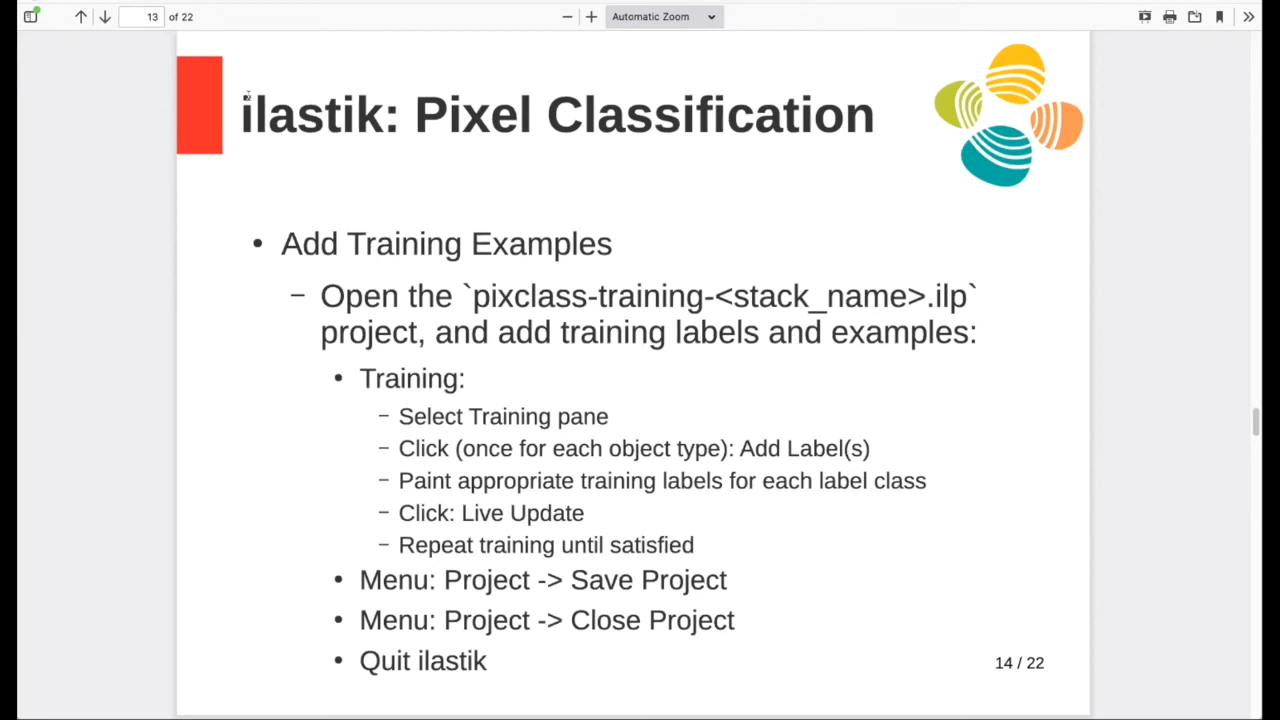 13 of 22
Automatic Zoom
ilastik: Pixel Classification
• Add Training Examples
– Open the `pixclass-training-<stack_name>.ilp`
project, and add training labels and examples:
• Training:
– Select Training pane
– Click (once for each object type): Add Label(s)
– Paint appropriate training labels for each label class
– Click: Live Update
– Repeat training until satisfied
• Menu: Project -> Save Project
• Menu: Project -> Close Project
• Quit ilastik
14 / 22